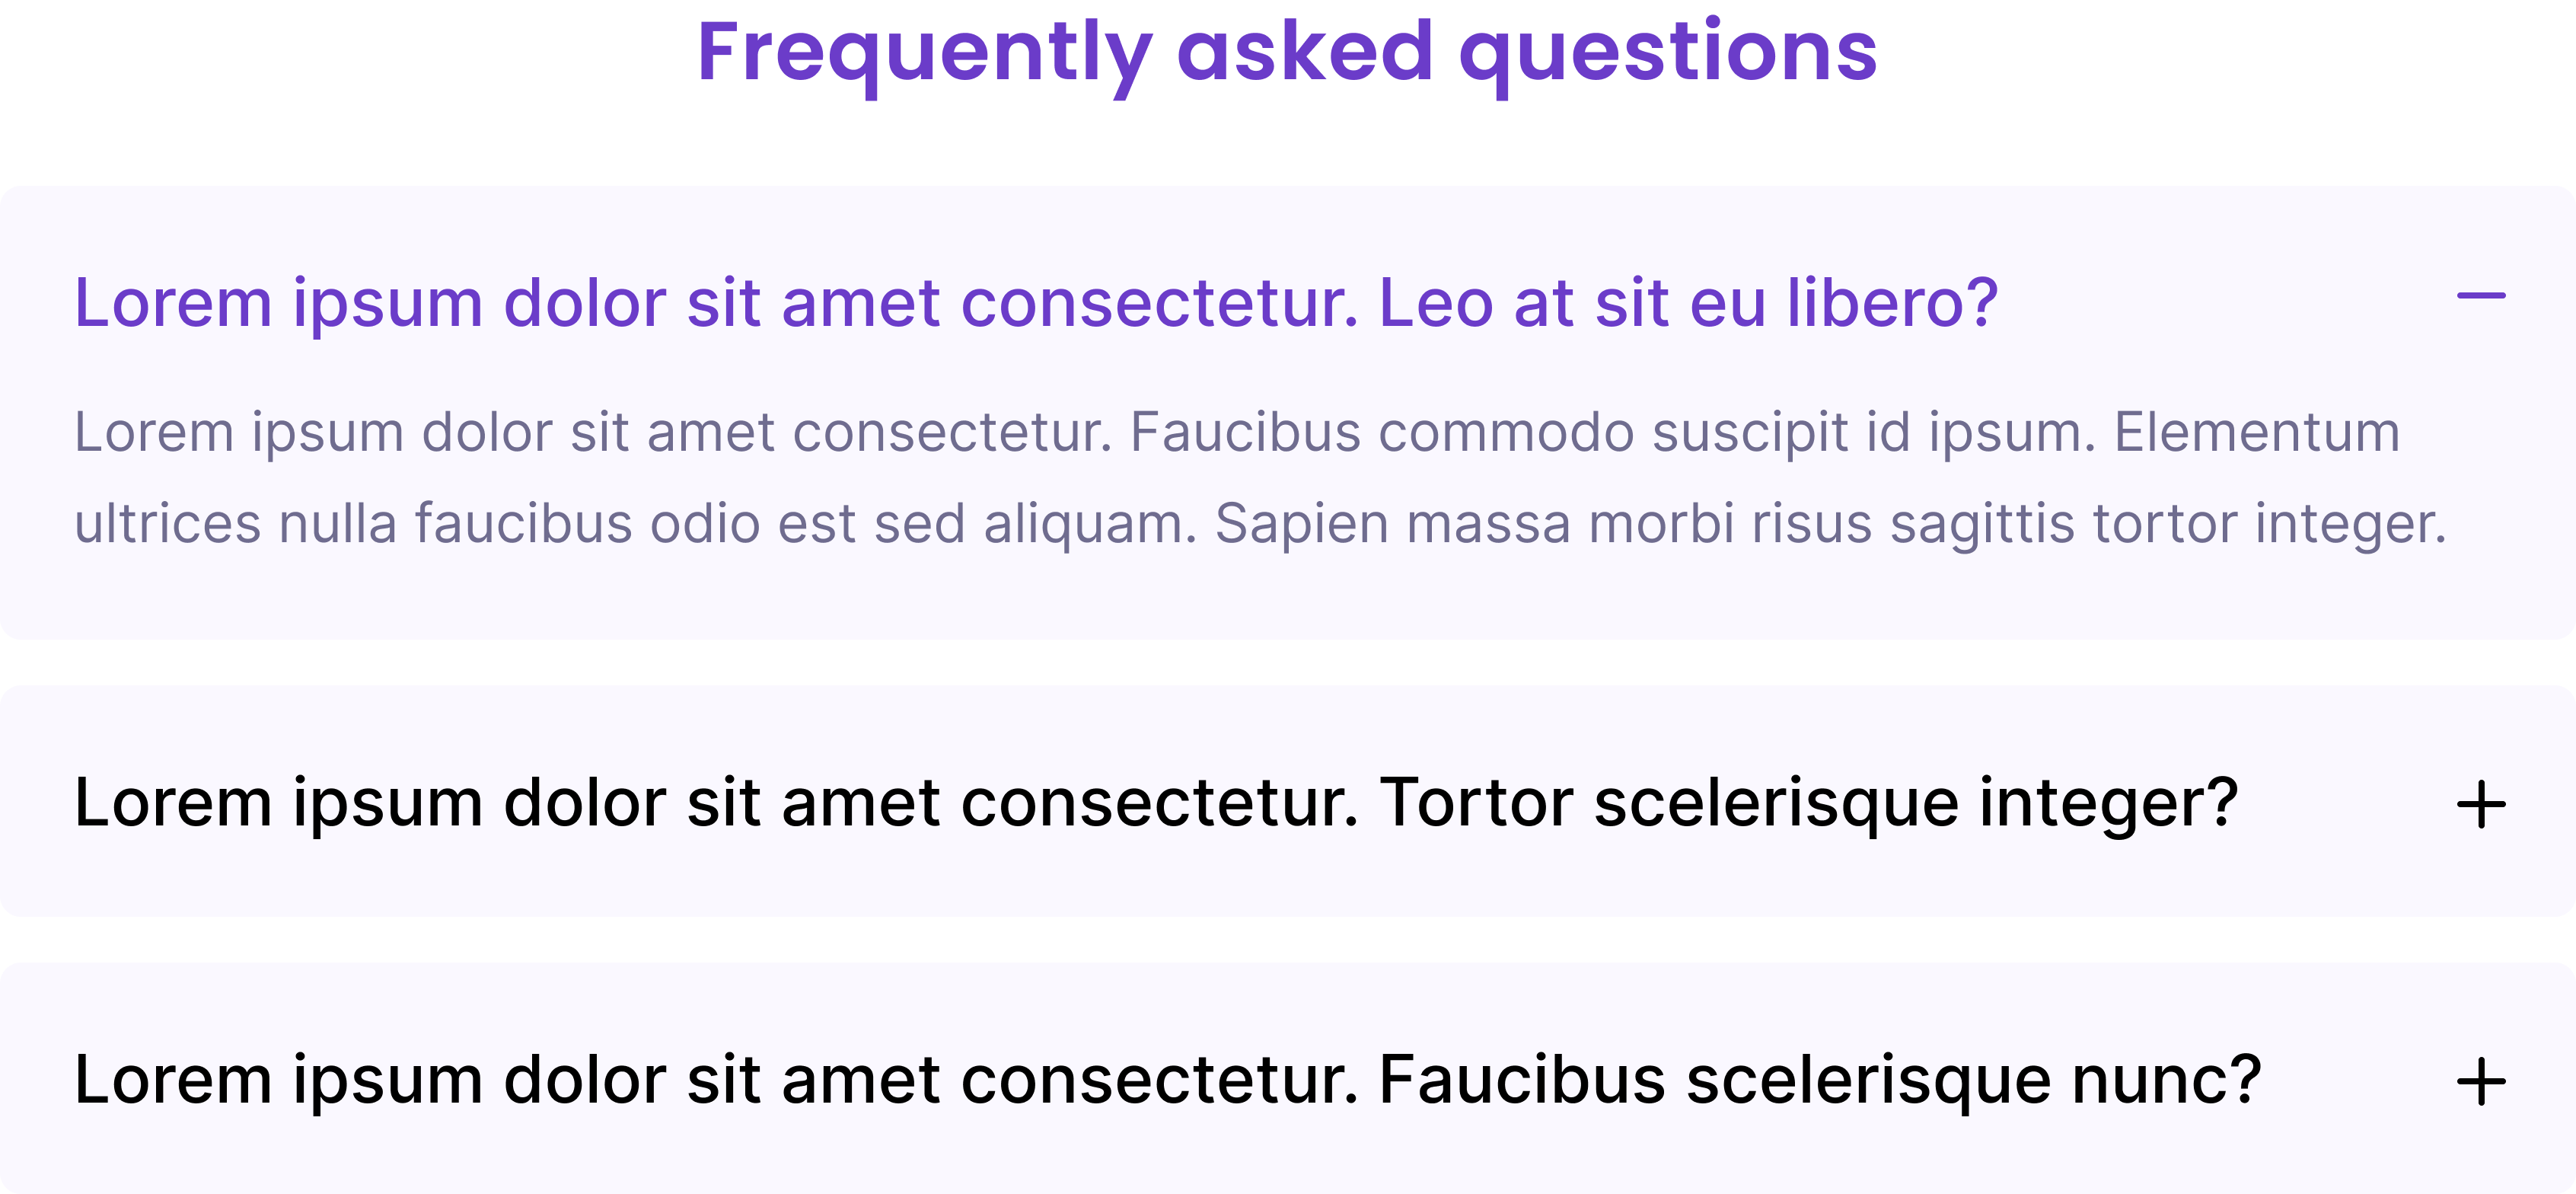 Frequently asked questions
Lorem ipsum dolor sit amet consectetur. Leo at sit eu libero?
Lorem ipsum dolor sit amet consectetur. Faucibus commodo suscipit id ipsum. Elementum
ultrices nulla faucibus odio est sed aliquam. Sapien massa morbi risus sagittis tortor integer.
Lorem ipsum dolor sit amet consectetur. Tortor scelerisque integer?
Lorem ipsum dolor sit amet consectetur. Faucibus scelerisque nunc?